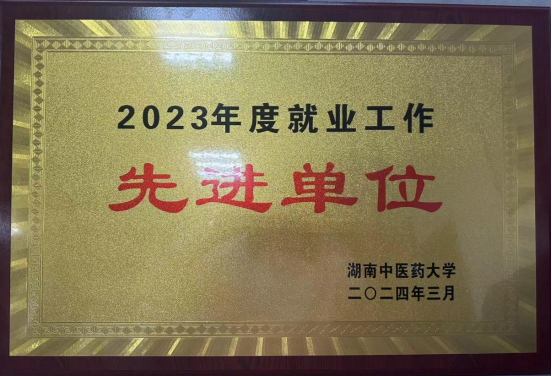 2023年度就业工作
先进单位
湖南中医药大学
二〇二四年三月